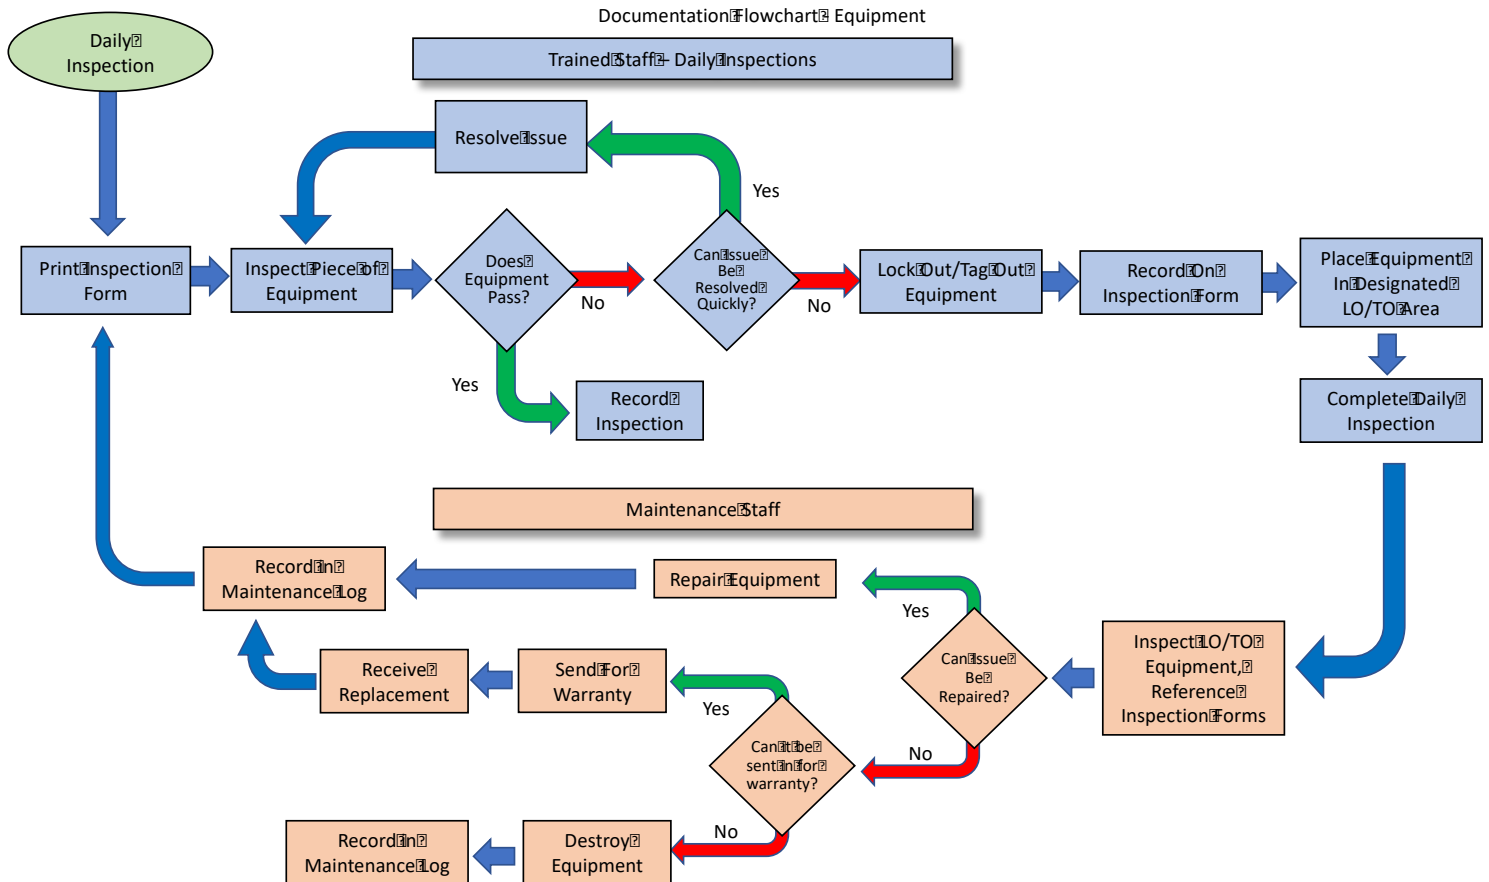 Documentation Flowchart - Equipment
Daily
Inspection
Trained Staff – Daily Inspections
Resolve Issue
Yes
Print Inspection
Form
Inspect Piece of
Equipment
Does
Equipment
Pass?
No
Can Issue
Be
Resolved
Quickly?
No
Lock Out/Tag Out
Equipment
Record On
Inspection Form
Place Equipment
In Designated
LO/TO Area
Yes
Record
Inspection
Complete Daily
Inspection
Maintenance Staff
Record In
Maintenance Log
Repair Equipment
Yes
Can Issue
Be
Repaired?
Inspect LO/TO
Equipment,
Reference
Inspection Forms
Receive
Replacement
Send For
Warranty
Yes
No
Can it be
sent in for
warranty?
No
Record In
Maintenance Log
Destroy
Equipment